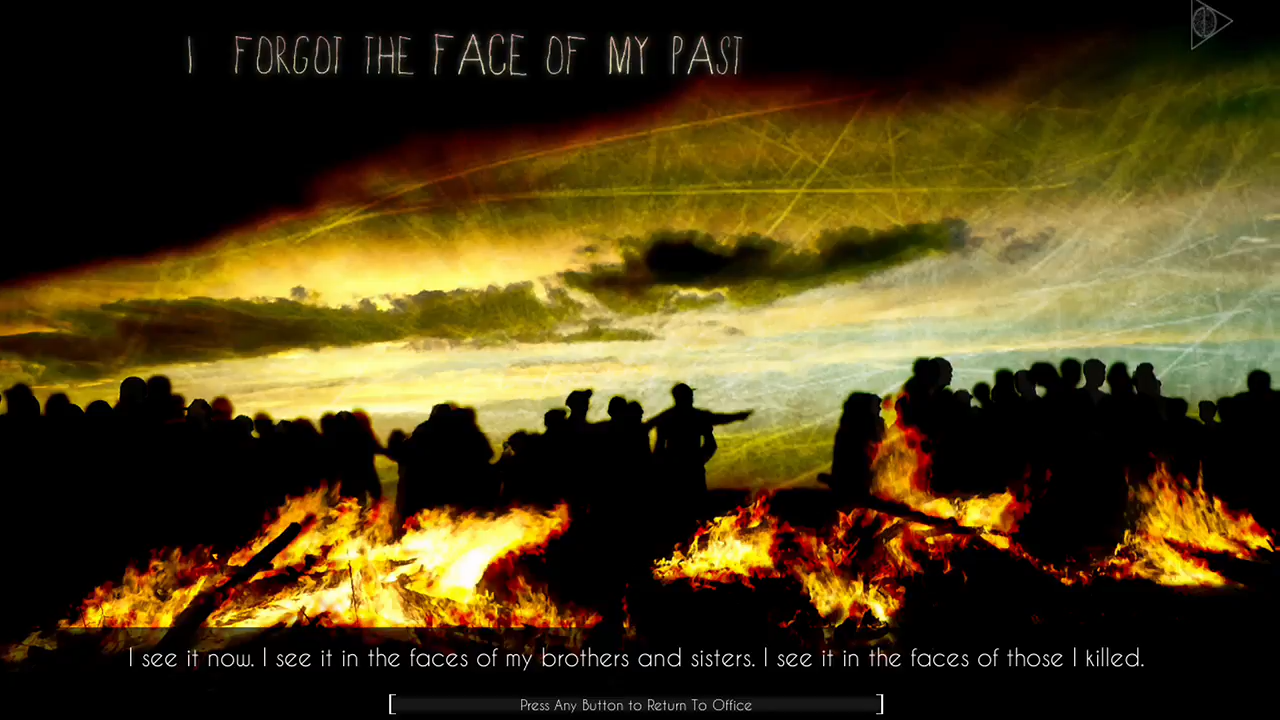 I FORGOT THE FACE OF MY PAST
I see it now. I see it in the faces of my brothers and sisters. I see it in the faces of those I killed.
[Press Any Button to Return To Office]